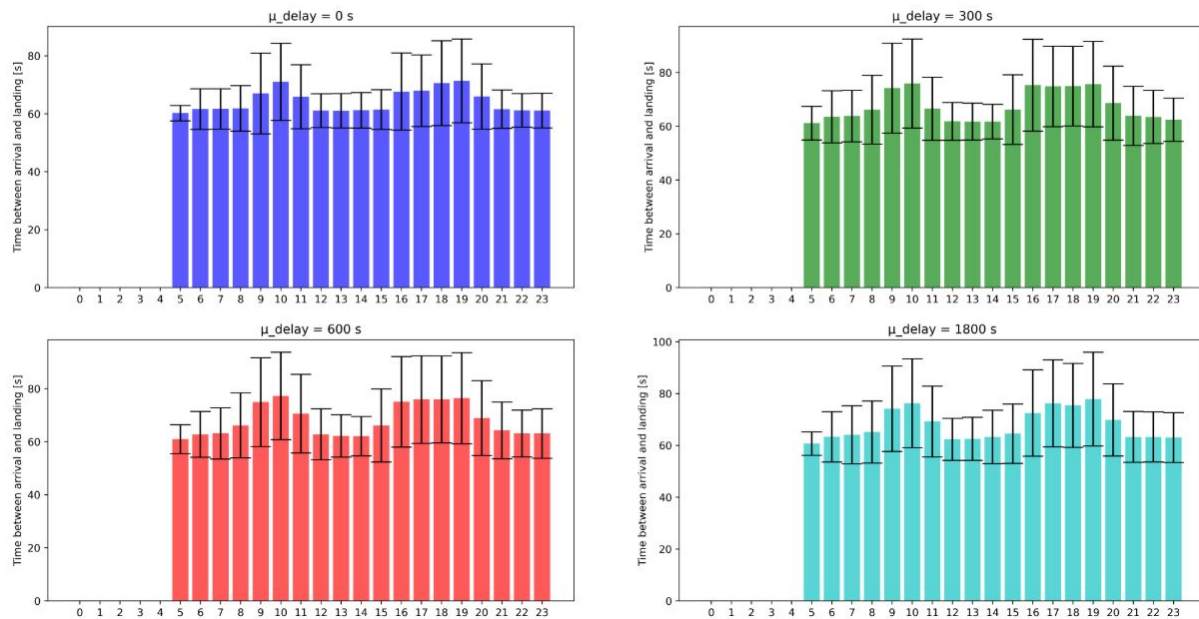 μ_delay = 0 s
Time between arrival and landing [s]
80
60
40
20
0
0 1 2 3 4 5 6 7 8 9 10 11 12 13 14 15 16 17 18 19 20 21 22 23
μ_delay = 300 s
Time between arrival and landing [s]
80
60
40
20
0
0 1 2 3 4 5 6 7 8 9 10 11 12 13 14 15 16 17 18 19 20 21 22 23
μ_delay = 600 s
Time between arrival and landing [s]
80
60
40
20
0
0 1 2 3 4 5 6 7 8 9 10 11 12 13 14 15 16 17 18 19 20 21 22 23
μ_delay = 1800 s
Time between arrival and landing [s]
100
80
60
40
20
0
0 1 2 3 4 5 6 7 8 9 10 11 12 13 14 15 16 17 18 19 20 21 22 23